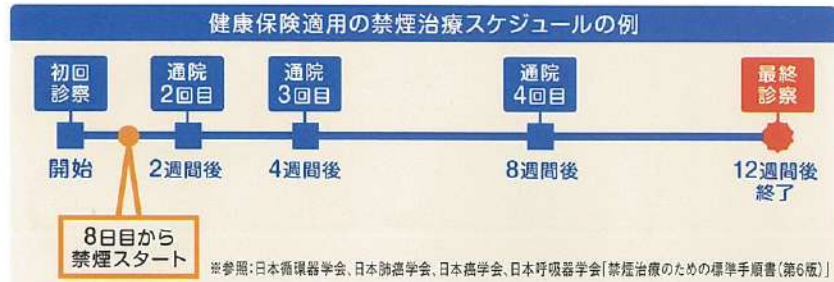 健康保険適用の禁煙治療スケジュールの例
初回
診察
通院
2回目
通院
3回目
通院
4回目
最終
診察
開始
2週間後
4週間後
8週間後
12週間後
終了
8日目から
禁煙スタート
※参照:日本循環器学会、日本肺癌学会、日本癌学会、日本呼吸器学会「禁煙治療のための標準手順書(第6版)」